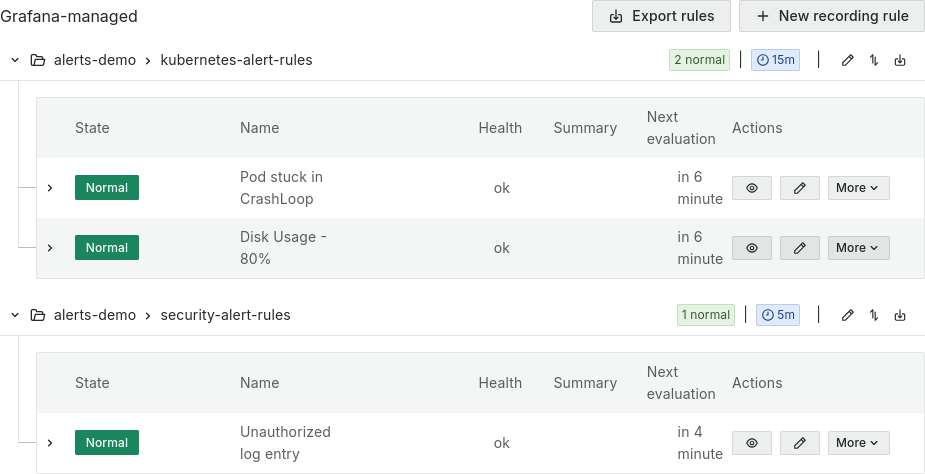 Grafana-managed
Export rules
New recording rule
alerts-demo > kubernetes-alert-rules
2 normal
15m
State Name Health Summary Next evaluation Actions
Normal Pod stuck in CrashLoop ok in 6 minute More
Normal Disk Usage - 80% ok in 6 minute More
alerts-demo > security-alert-rules
1 normal
5m
State Name Health Summary Next evaluation Actions
Normal Unauthorized log entry ok in 4 minute More